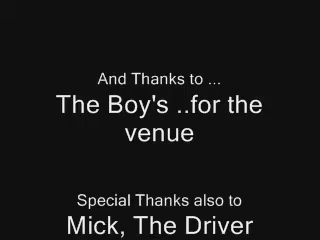 And Thanks to ...
The Boy's ..for the
venue
Special Thanks also to
Mick, The Driver